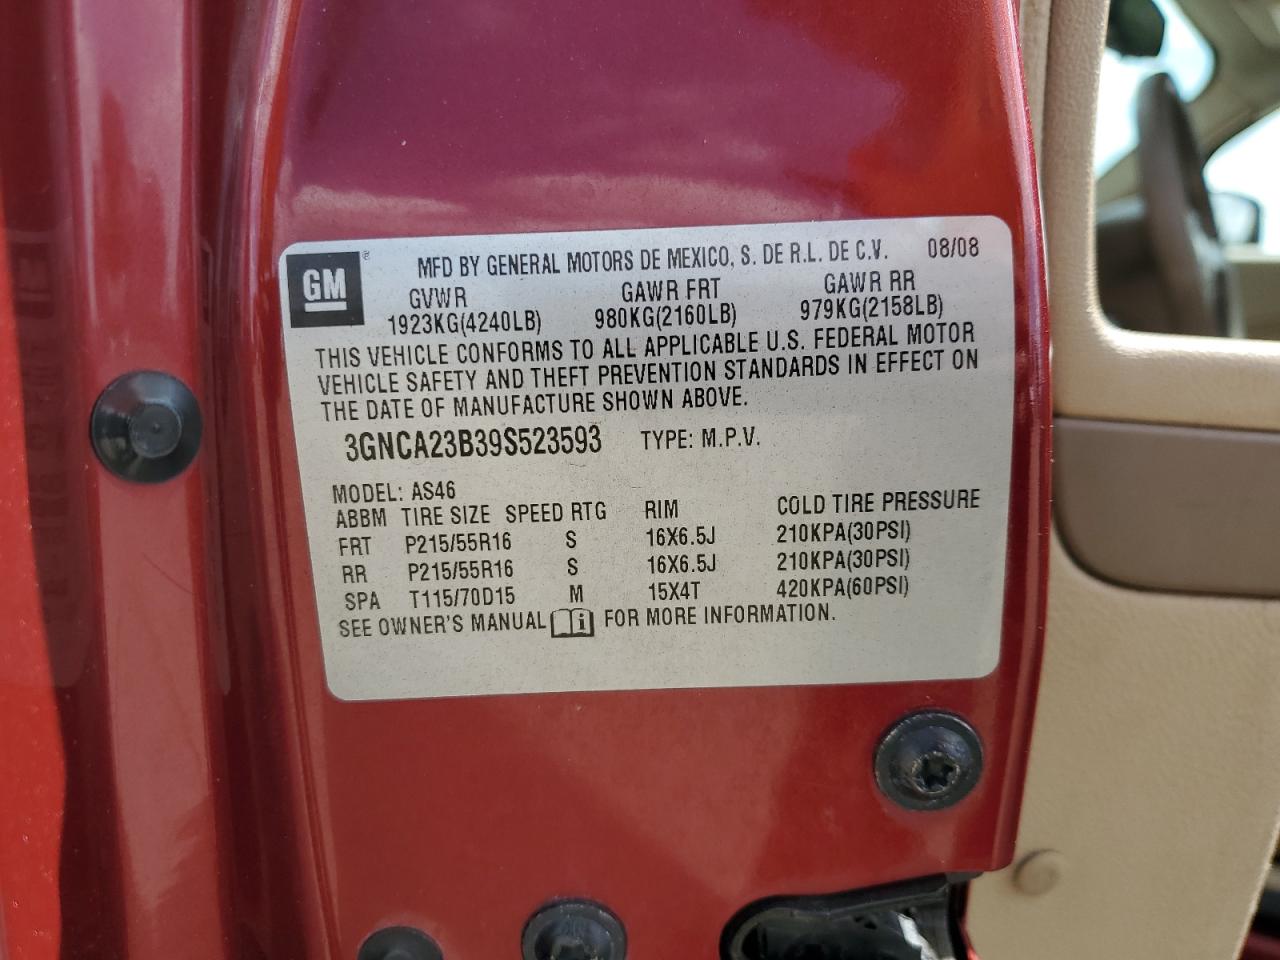 GM ® MFD BY GENERAL MOTORS DE MEXICO, S. DE R.L. DE C.V. 08/08
GVWR GAWR FRT GAWR RR
1923KG(4240LB) 980KG(2160LB) 979KG(2158LB)
THIS VEHICLE CONFORMS TO ALL APPLICABLE U.S. FEDERAL MOTOR
VEHICLE SAFETY AND THEFT PREVENTION STANDARDS IN EFFECT ON
THE DATE OF MANUFACTURE SHOWN ABOVE.
3GNCA23B39S523593 TYPE: M.P.V.
MODEL: AS46
ABBM TIRE SIZE SPEED RTG RIM COLD TIRE PRESSURE
FRT P215/55R16 S 16X6.5J 210KPA(30PSI)
RR P215/55R16 S 16X6.5J 210KPA(30PSI)
SPA T115/70D15 M 15X4T 420KPA(60PSI)
SEE OWNER'S MANUAL i FOR MORE INFORMATION.